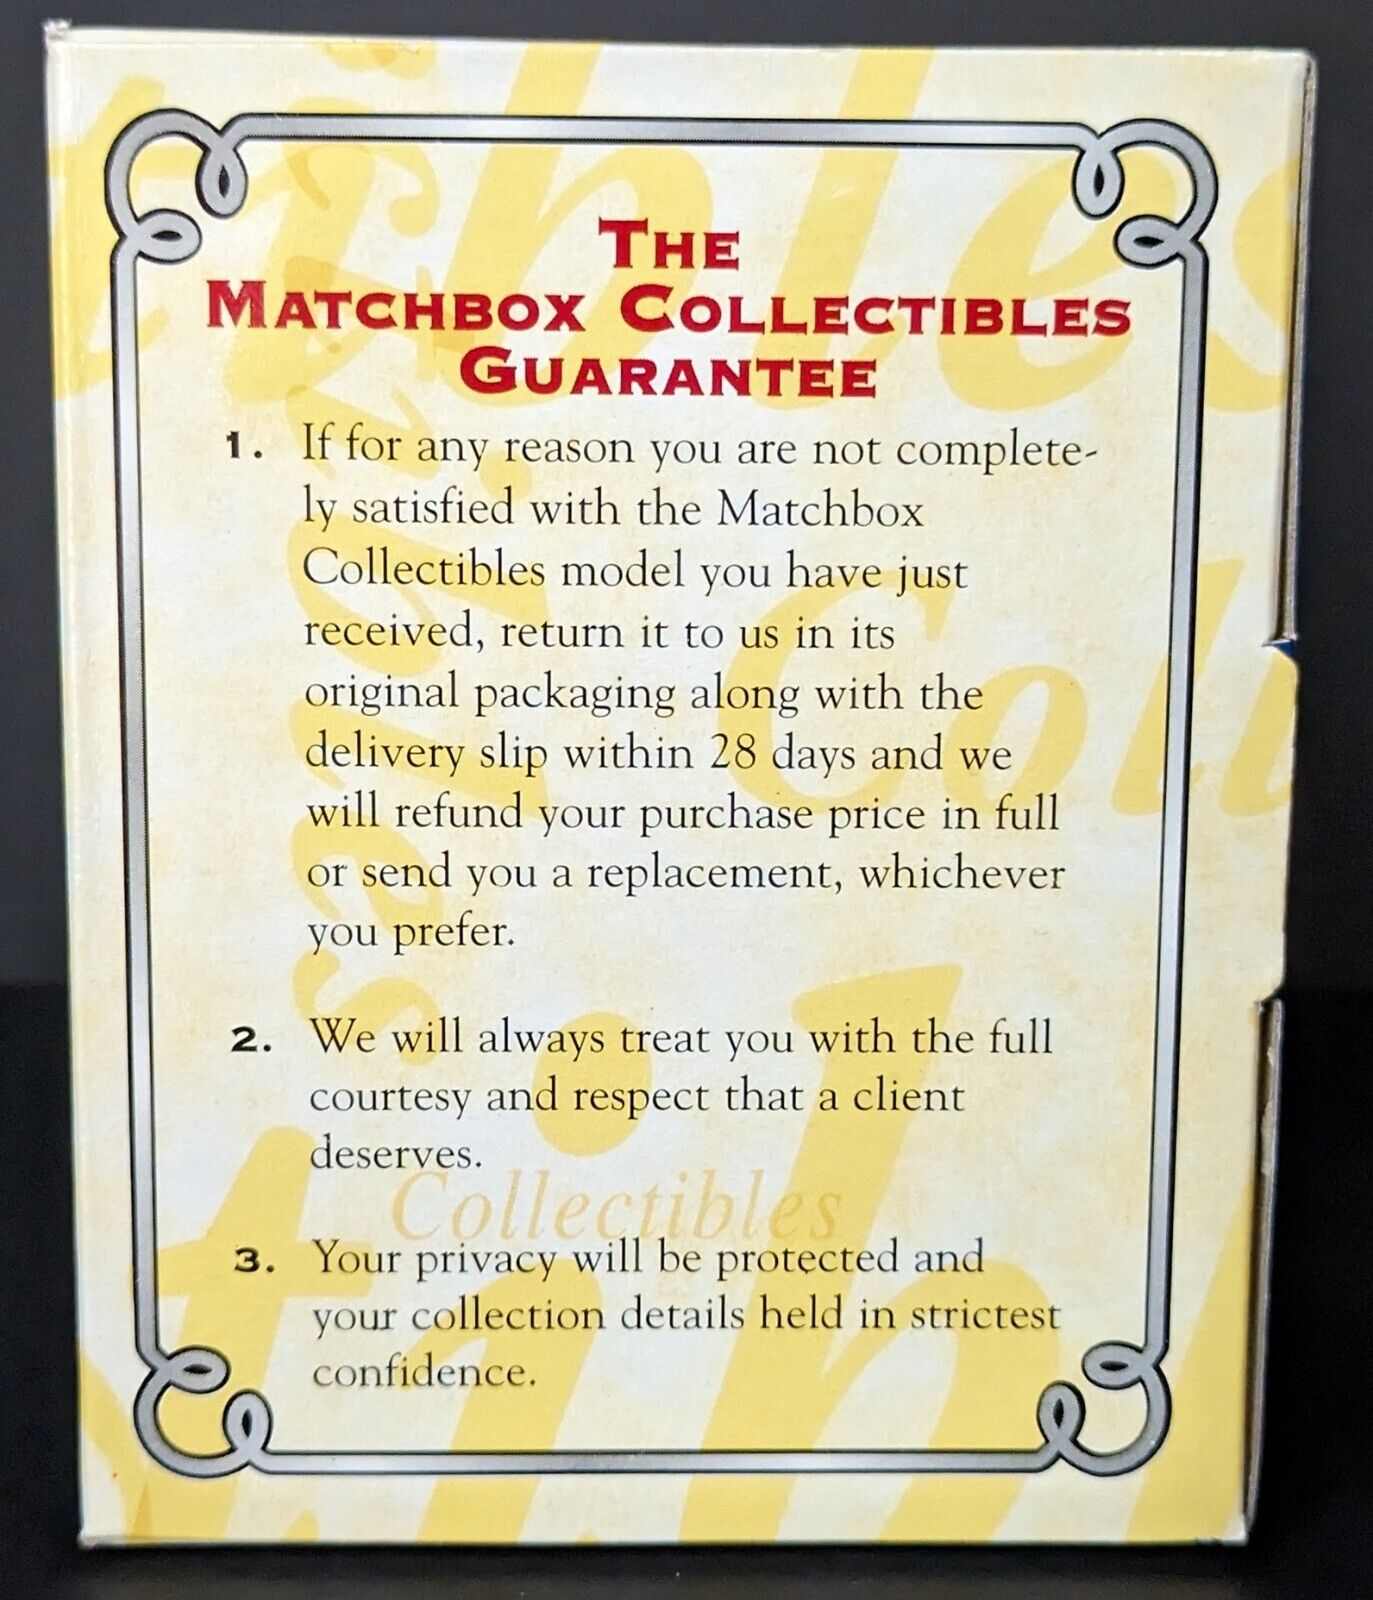 THE
MATCHBOX COLLECTIBLES
GUARANTEE
1. If for any reason you are not complete-
ly satisfied with the Matchbox
Collectibles model you have just
received, return it to us in its
original packaging along with the
delivery slip within 28 days and we
will refund your purchase price in full
or send you a replacement, whichever
you prefer.
2. We will always treat you with the full
courtesy and respect that a client
deserves.
Collectibles
3. Your privacy will be protected and
your collection details held in strictest
confidence.